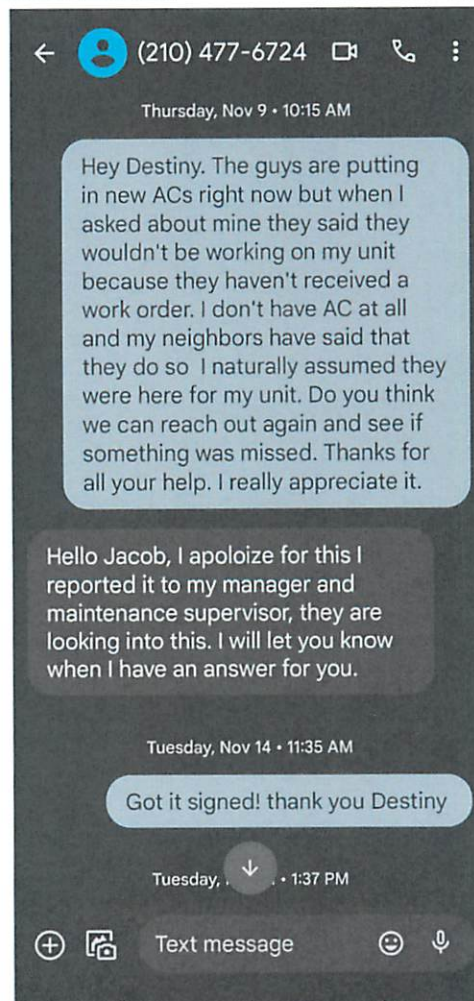 (210) 477-6724
Thursday, Nov 9 • 10:15 AM
Hey Destiny. The guys are putting
in new ACs right now but when I
asked about mine they said they
wouldn't be working on my unit
because they haven't received a
work order. I don't have AC at all
and my neighbors have said that
they do so I naturally assumed they
were here for my unit. Do you think
we can reach out again and see if
something was missed. Thanks for
all your help. I really appreciate it.
Hello Jacob, I apoloize for this I
reported it to my manager and
maintenance supervisor, they are
looking into this. I will let you know
when I have an answer for you.
Tuesday, Nov 14 • 11:35 AM
Got it signed! thank you Destiny
Tuesday, • 1:37 PM
Text message